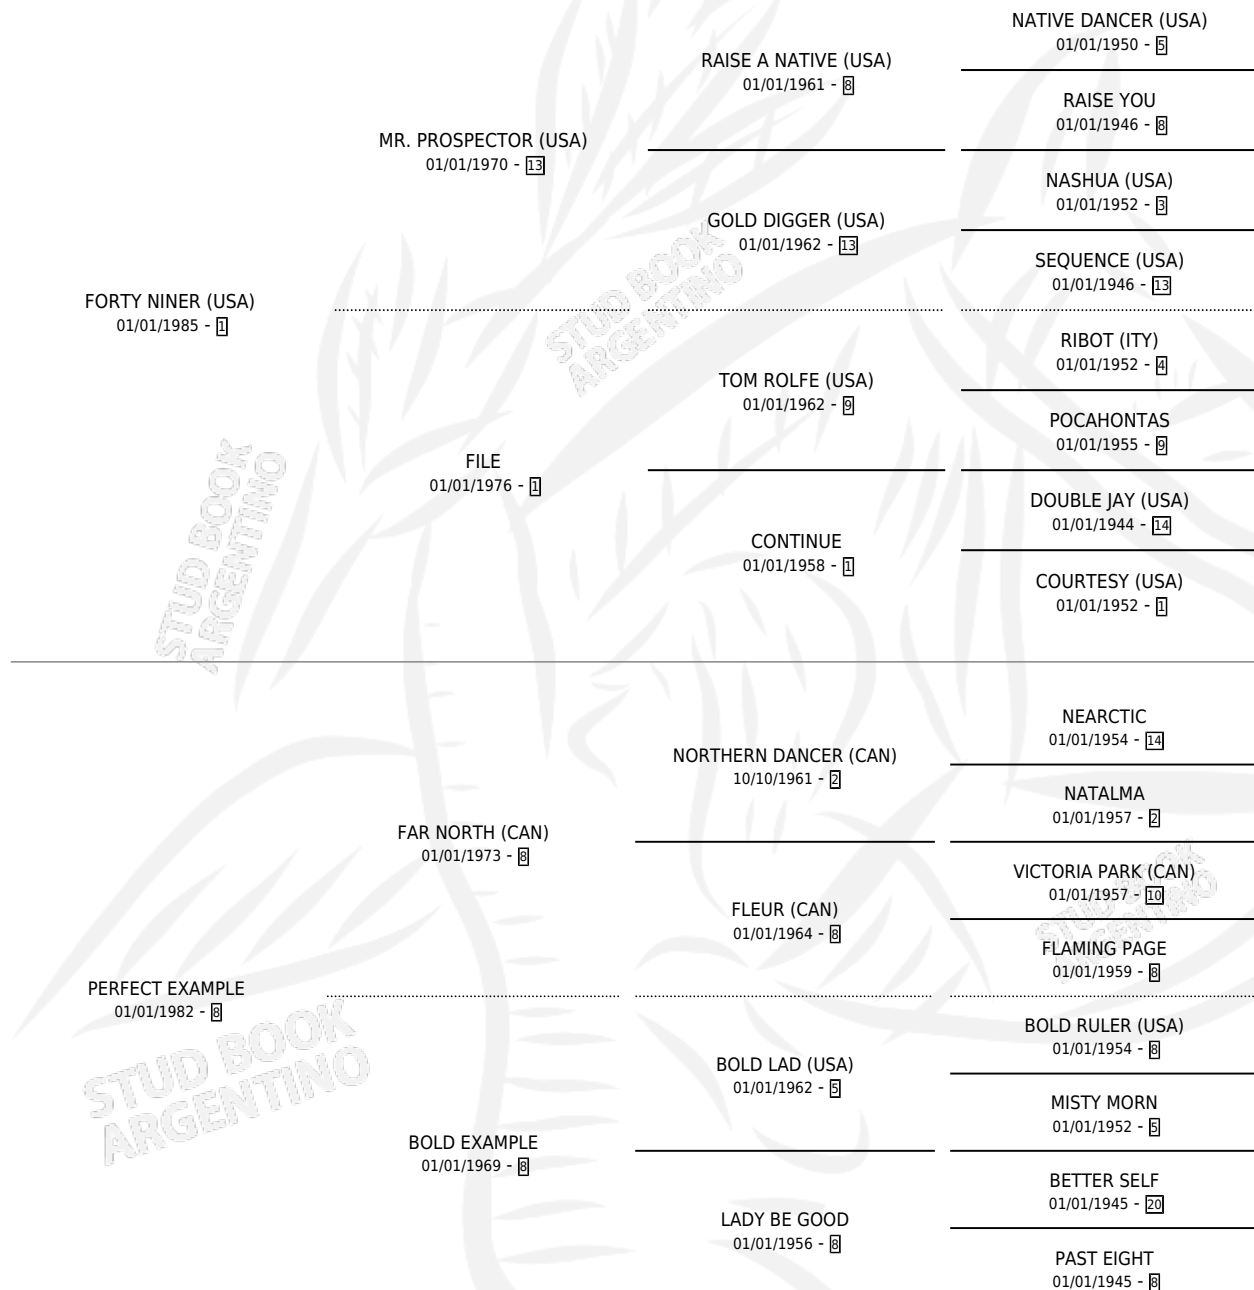 NATIVE DANCER (USA)
01/01/1950 - 5
RAISE A NATIVE (USA)
01/01/1961 - 8
RAISE YOU
01/01/1946 - 8
MR. PROSPECTOR (USA)
01/01/1970 - 13
NASHUA (USA)
01/01/1952 - 3
GOLD DIGGER (USA)
01/01/1962 - 13
SEQUENCE (USA)
01/01/1946 - 13
FORTY NINER (USA)
01/01/1985 - 1
RIBOT (ITY)
01/01/1952 - 4
TOM ROLFE (USA)
01/01/1962 - 9
POCAHONTAS
01/01/1955 - 9
FILE
01/01/1976 - 1
DOUBLE JAY (USA)
01/01/1944 - 14
CONTINUE
01/01/1958 - 1
COURTESY (USA)
01/01/1952 - 1
NEARCTIC
01/01/1954 - 14
NORTHERN DANCER (CAN)
10/10/1961 - 2
NATALMA
01/01/1957 - 2
FAR NORTH (CAN)
01/01/1973 - 8
VICTORIA PARK (CAN)
01/01/1957 - 10
FLEUR (CAN)
01/01/1964 - 8
FLAMING PAGE
01/01/1959 - 8
PERFECT EXAMPLE
01/01/1982 - 8
BOLD RULER (USA)
01/01/1954 - 8
BOLD LAD (USA)
01/01/1962 - 5
MISTY MORN
01/01/1952 - 5
BOLD EXAMPLE
01/01/1969 - 8
BETTER SELF
01/01/1945 - 20
LADY BE GOOD
01/01/1956 - 8
PAST EIGHT
01/01/1945 - 8
STUD BOOK
ARGENTINO
STUD BOOK
ARGENTINO
STUD BOOK
ARGENTINO
STUD BOOK
ARGENTINO